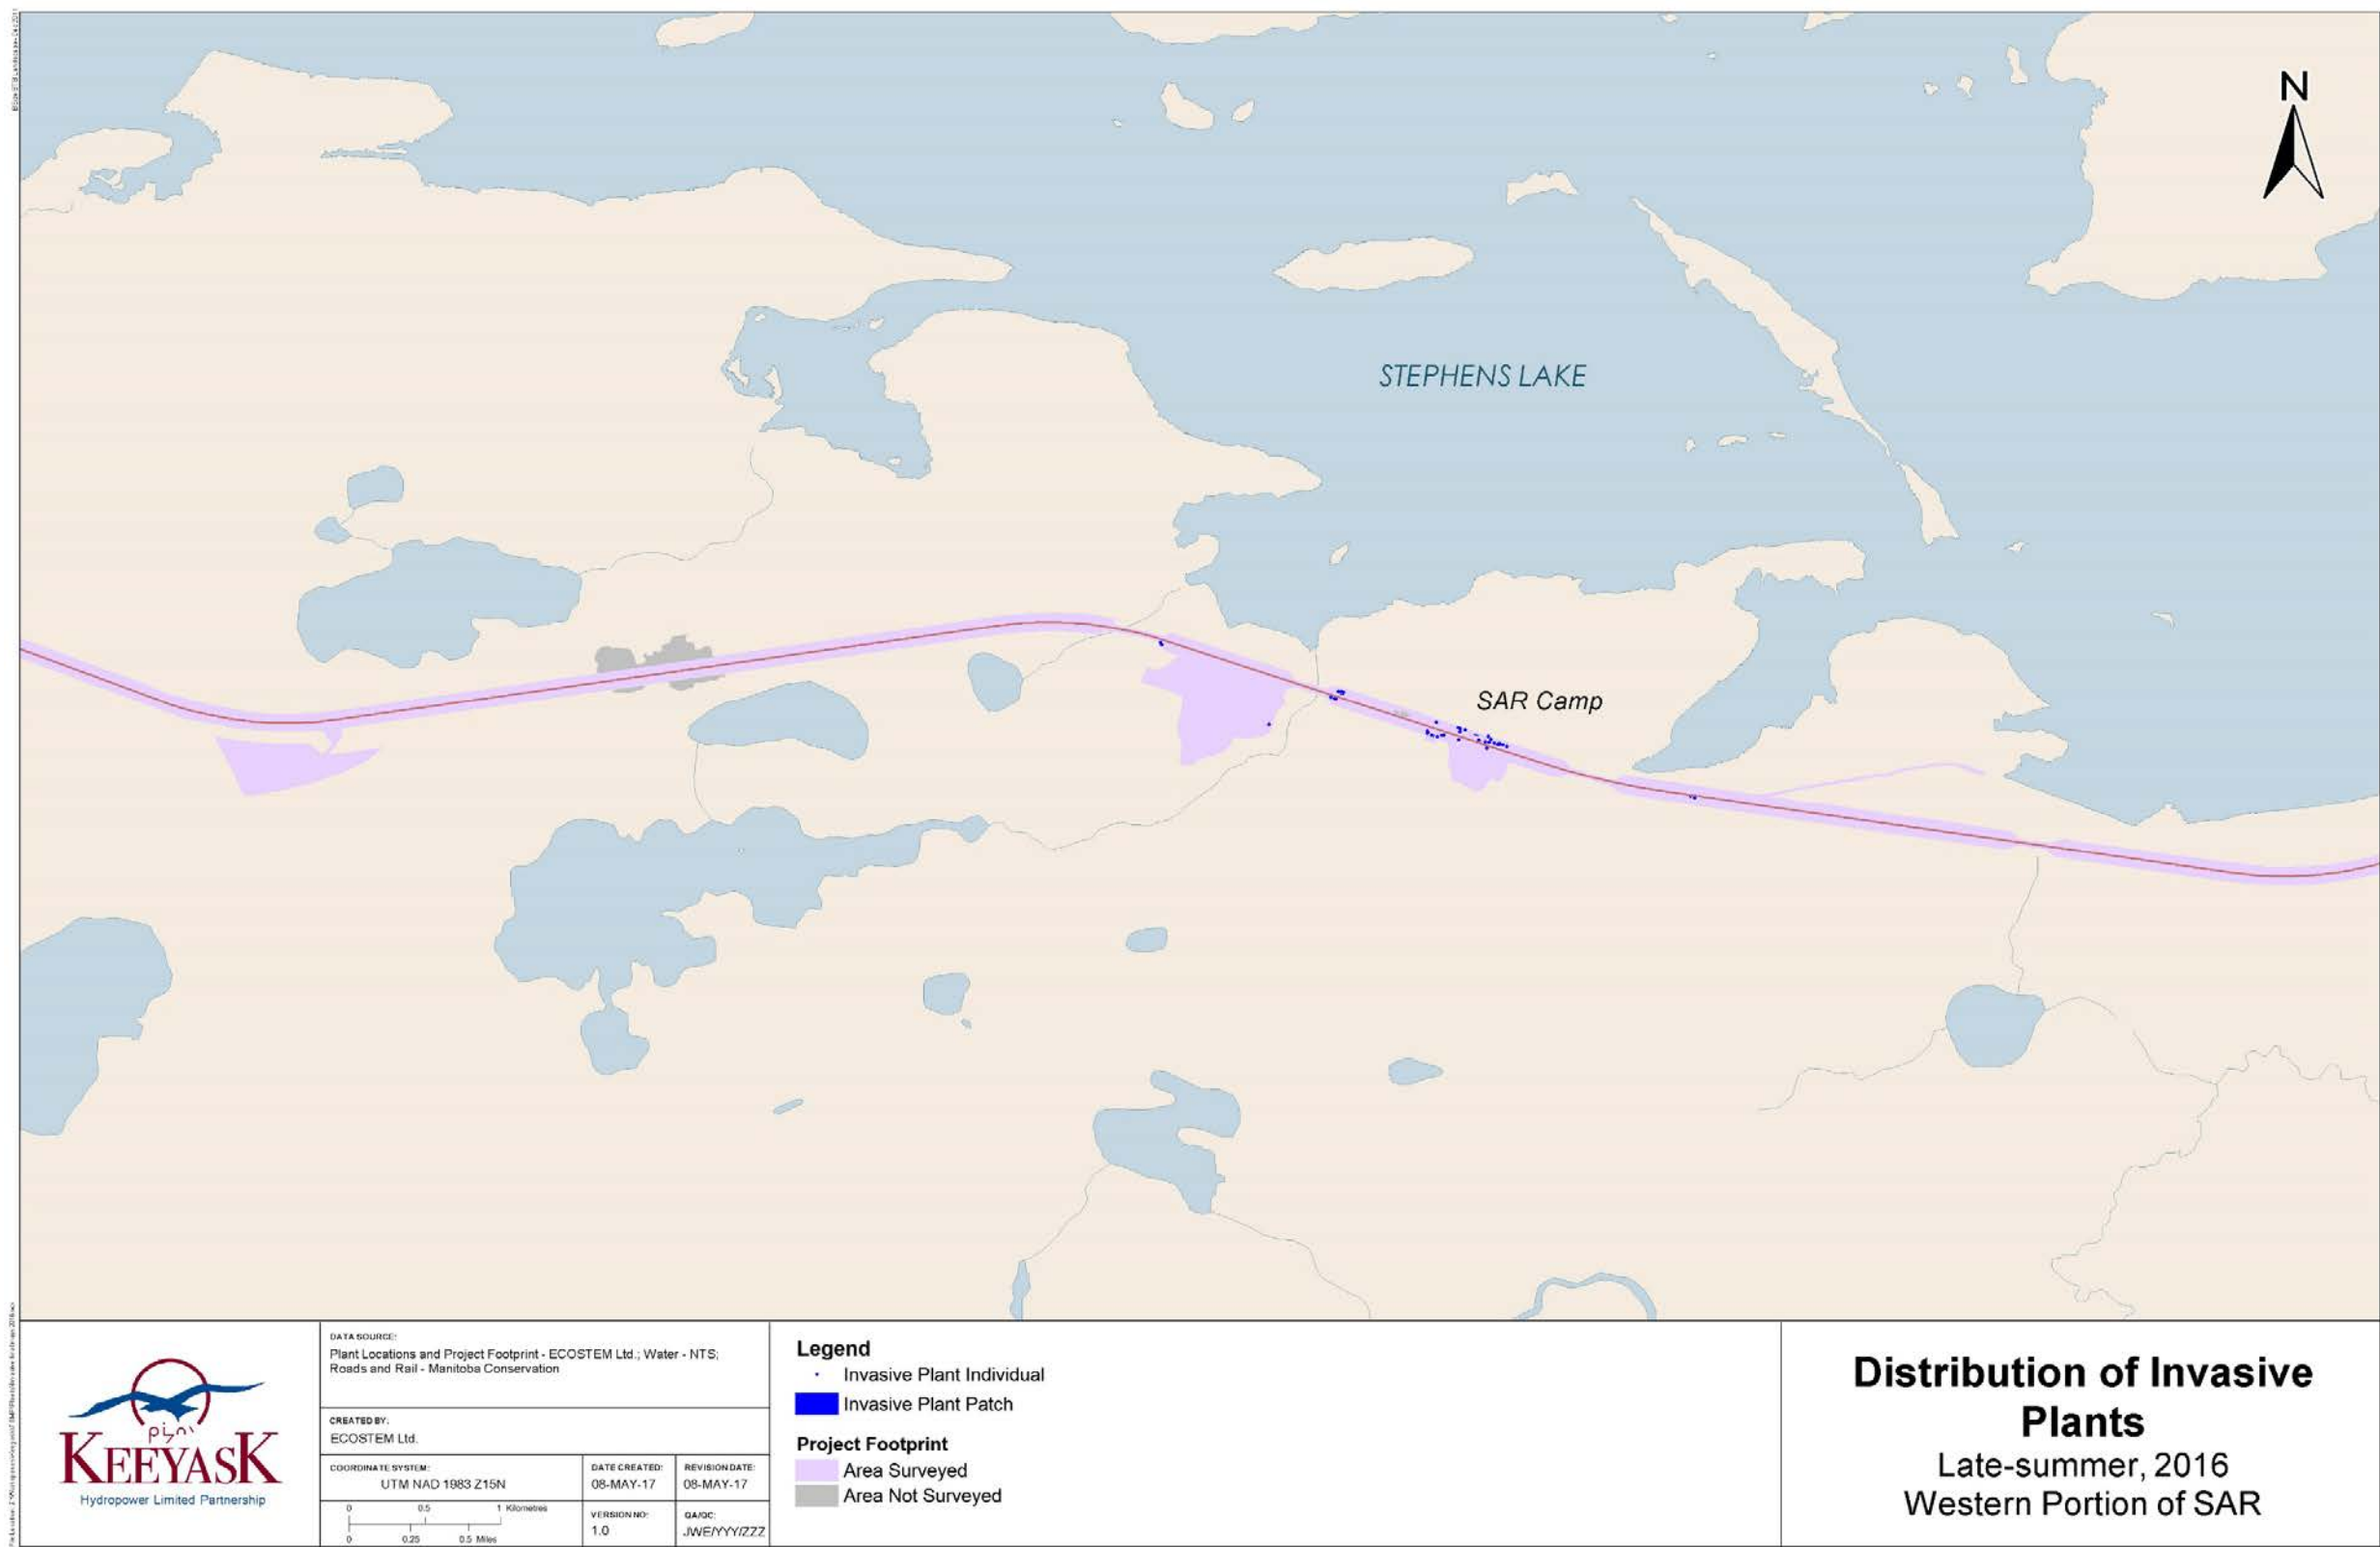 N
STEPHENS LAKE
SAR Camp
ᑭᔭᐢᐠ
KEEYASK
Hydropower Limited Partnership
DATA SOURCE:
Plant Locations and Project Footprint - ECOSTEM Ltd.; Water - NTS;
Roads and Rail - Manitoba Conservation
CREATED BY:
ECOSTEM Ltd.
COORDINATE SYSTEM:
UTM NAD 1983 Z15N
DATE CREATED:
08-MAY-17
REVISION DATE:
08-MAY-17
0 0.5 1 Kilometres
0 0.25 0.5 Miles
VERSION NO:
1.0
QA/QC:
JWE/YYY/ZZZ
Legend
Invasive Plant Individual
Invasive Plant Patch
Project Footprint
Area Surveyed
Area Not Surveyed
Distribution of Invasive
Plants
Late-summer, 2016
Western Portion of SAR